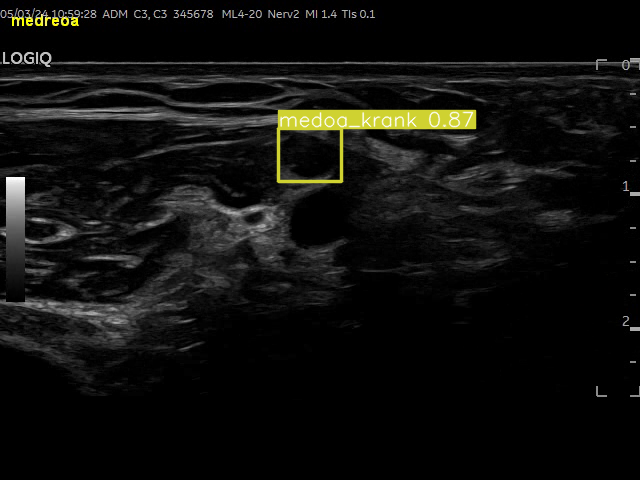 05/03/24 10:59:28 ADM C3, C3 345678 ML4-20 Nerv2 MI 1.4 TIs 0.1
medreoa
LOGIQ
0
medoa_krank 0.87
1
2